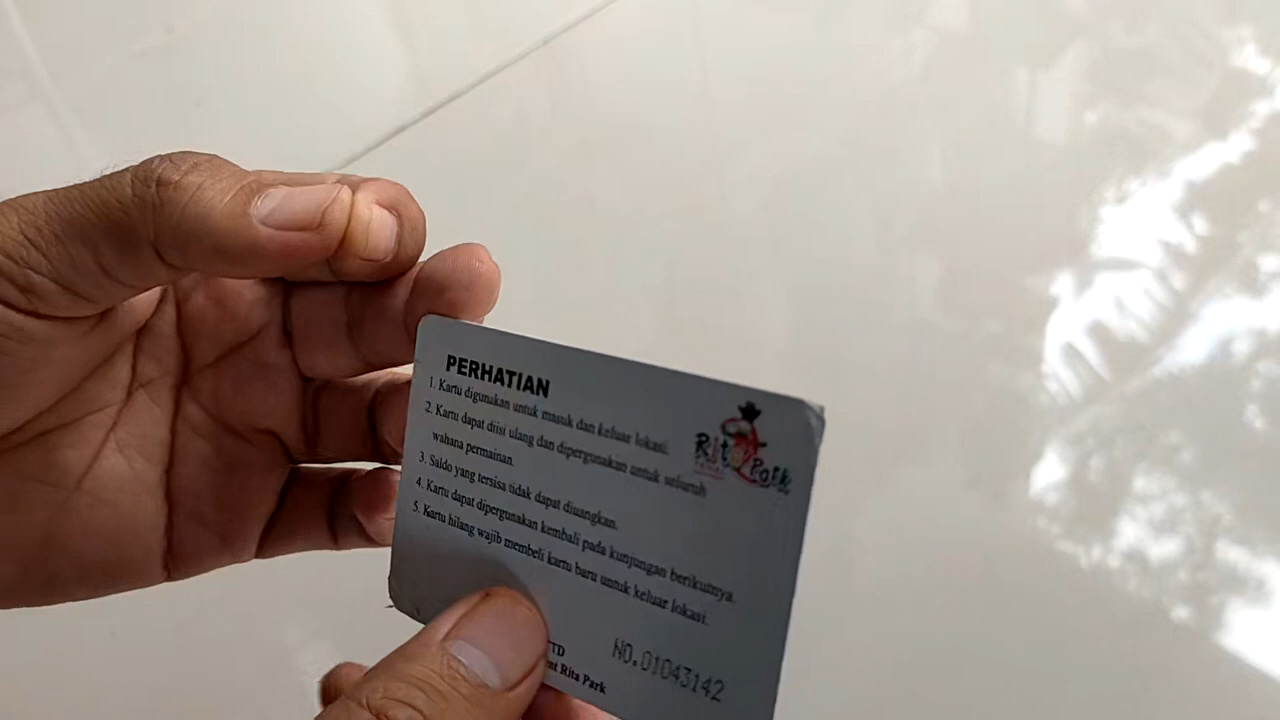 PERHATIAN
1. Kartu digunakan untuk masuk dan keluar lokasi.
2. Kartu dapat diisi ulang dan dipergunakan untuk seluruh
wahana permainan.
3. Saldo yang tersisa tidak dapat diuangkan.
4. Kartu dapat dipergunakan kembali pada kunjungan berikutnya.
5. Kartu hilang wajib membeli kartu baru untuk keluar lokasi.
Rita Park
TD
nt Rita Park
NO.01043142